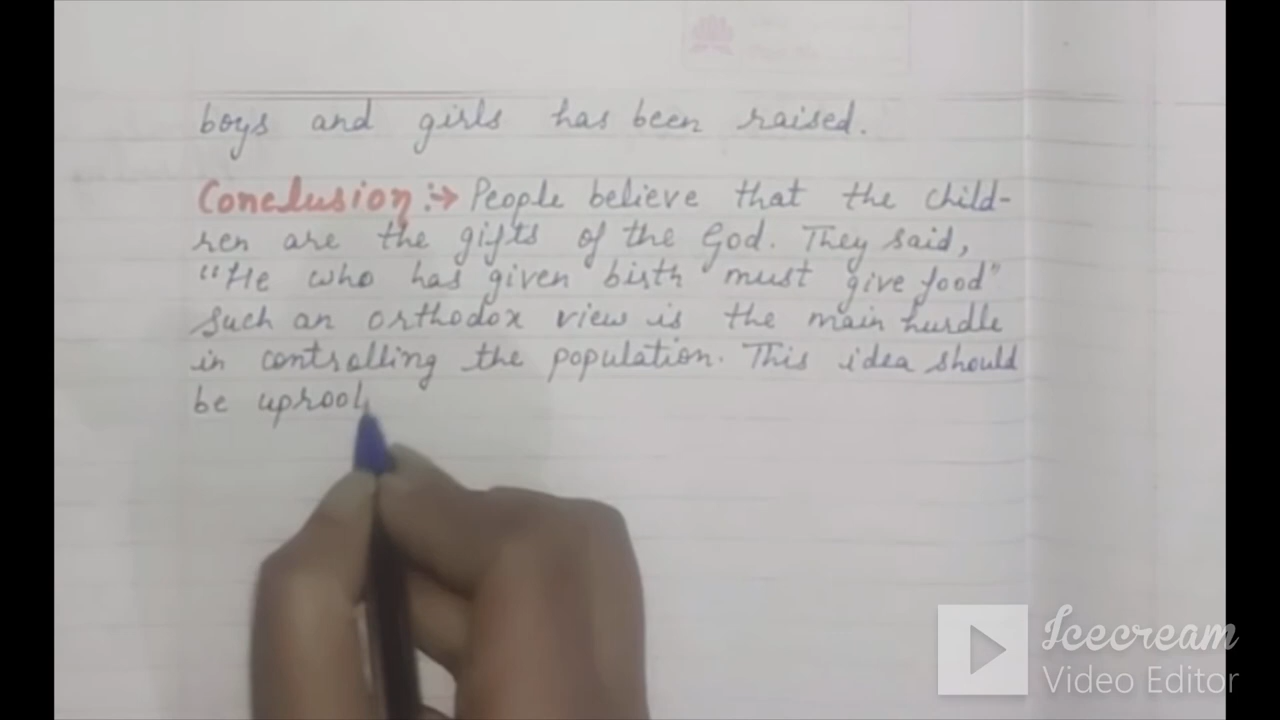 boys and girls has been raised.
Conclusion :→ People believe that the child-
ren are the gifts of the God. They said,
"He who has given birth must give food"
Such an orthodox view is the main hurdle
in controlling the population. This idea should
be uproot
Icecream
Video Editor